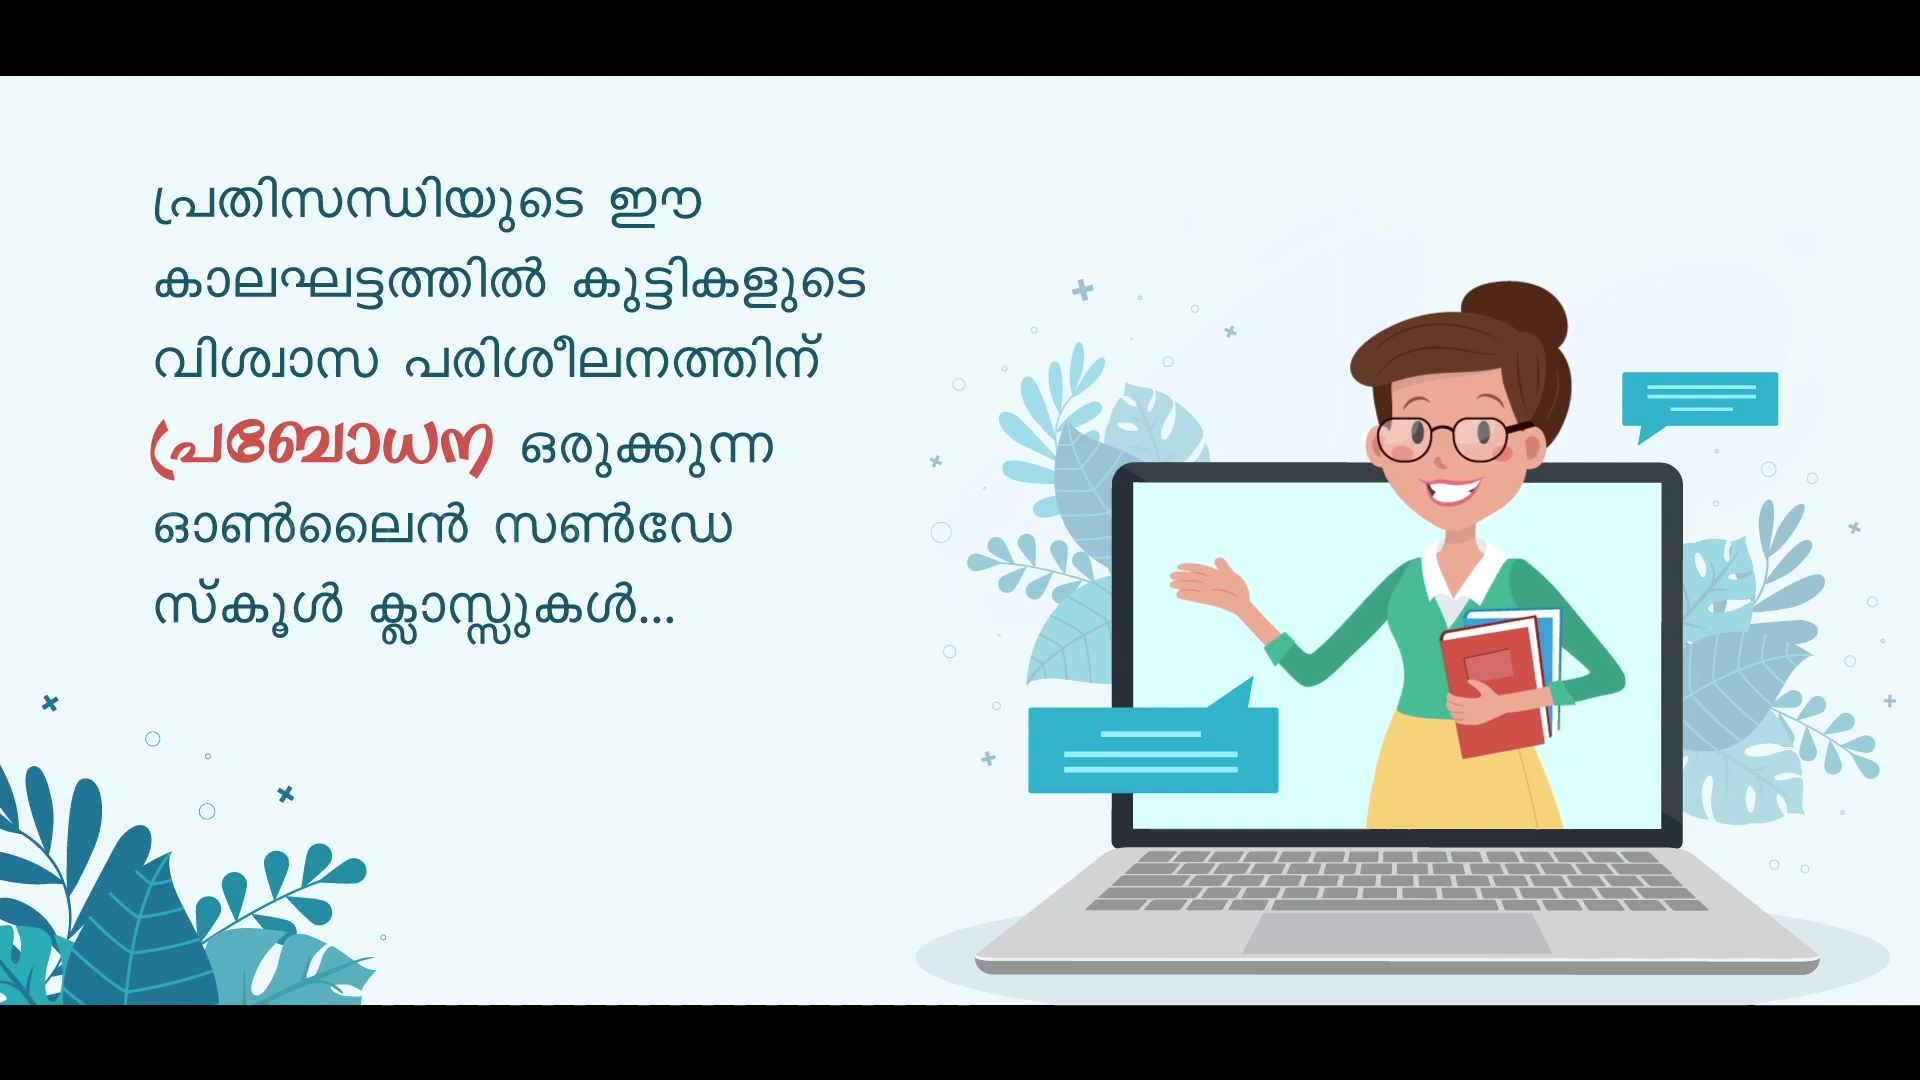 പ്രതിസന്ധിയുടെ ഈ
കാലഘട്ടത്തിൽ കുട്ടികളുടെ
വിശ്വാസ പരിശീലനത്തിന്
പ്രബോധന ഒരുക്കുന്ന
ഓൺലൈൻ സൺഡേ
സ്കൂൾ ക്ലാസ്സുകൾ...